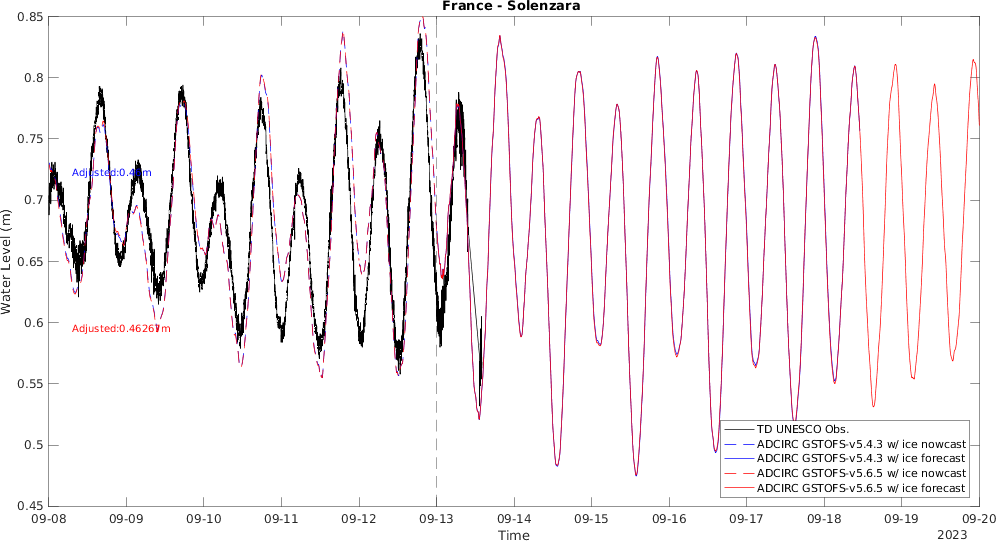 France - Solenzara
0.85
0.8
0.75
0.7
0.65
0.6
0.55
0.5
0.45
Water Level (m)
Adjusted:0.46267m
TD UNESCO Obs.
ADCIRC GSTOFS-v5.4.3 w/ ice nowcast
ADCIRC GSTOFS-v5.4.3 w/ ice forecast
ADCIRC GSTOFS-v5.6.5 w/ ice nowcast
ADCIRC GSTOFS-v5.6.5 w/ ice forecast
09-08 09-09 09-10 09-11 09-12 09-13 09-14 09-15 09-16 09-17 09-18 09-19 09-20
Time
2023